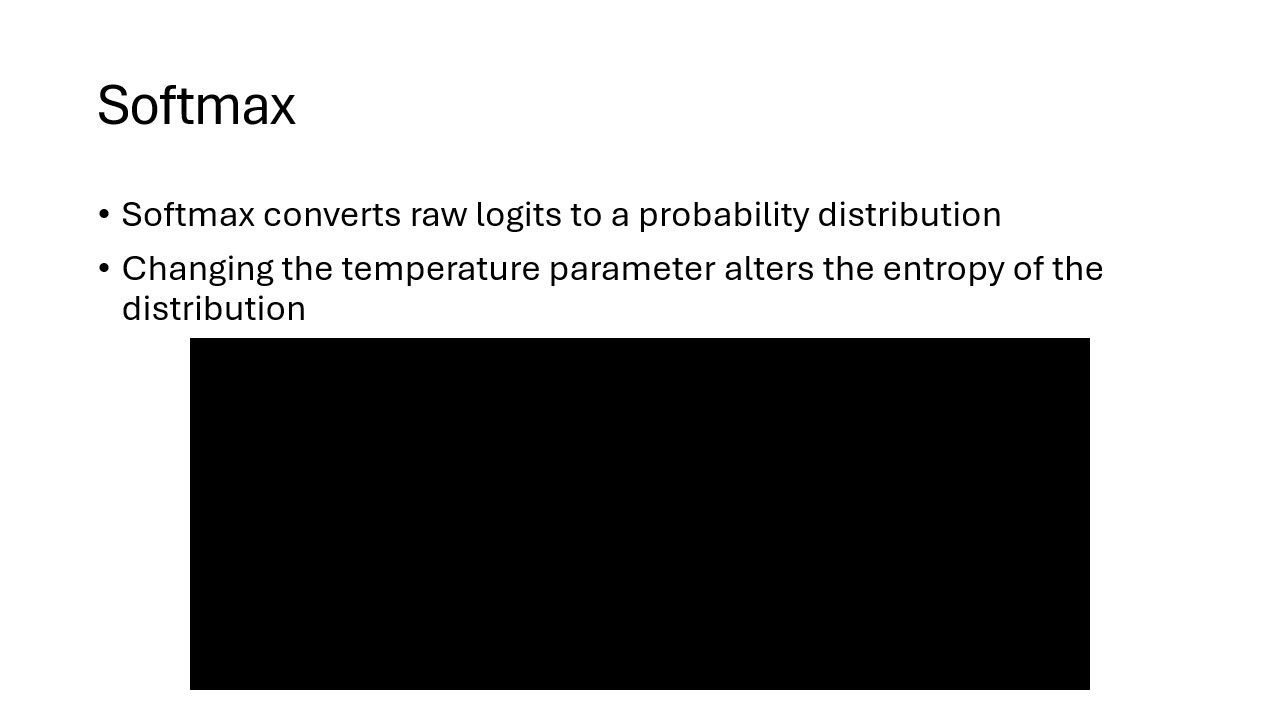 Softmax
• Softmax converts raw logits to a probability distribution
• Changing the temperature parameter alters the entropy of the
distribution